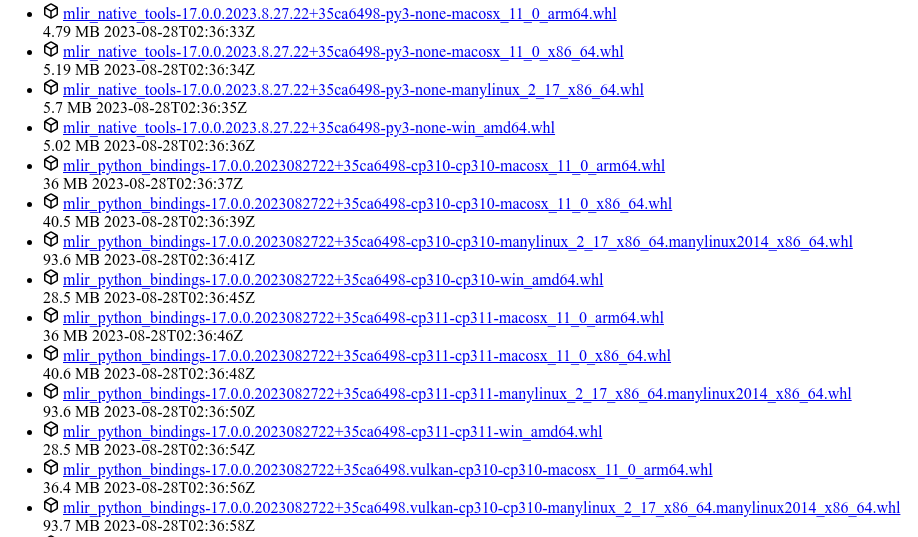 mlir_native_tools-17.0.0.2023.8.27.22+35ca6498-py3-none-macosx_11_0_arm64.whl
4.79 MB 2023-08-28T02:36:33Z
mlir_native_tools-17.0.0.2023.8.27.22+35ca6498-py3-none-macosx_11_0_x86_64.whl
5.19 MB 2023-08-28T02:36:34Z
mlir_native_tools-17.0.0.2023.8.27.22+35ca6498-py3-none-manylinux_2_17_x86_64.whl
5.7 MB 2023-08-28T02:36:35Z
mlir_native_tools-17.0.0.2023.8.27.22+35ca6498-py3-none-win_amd64.whl
5.02 MB 2023-08-28T02:36:36Z
mlir_python_bindings-17.0.0.2023082722+35ca6498-cp310-cp310-macosx_11_0_arm64.whl
36 MB 2023-08-28T02:36:37Z
mlir_python_bindings-17.0.0.2023082722+35ca6498-cp310-cp310-macosx_11_0_x86_64.whl
40.5 MB 2023-08-28T02:36:39Z
mlir_python_bindings-17.0.0.2023082722+35ca6498-cp310-cp310-manylinux_2_17_x86_64.manylinux2014_x86_64.whl
93.6 MB 2023-08-28T02:36:41Z
mlir_python_bindings-17.0.0.2023082722+35ca6498-cp310-cp310-win_amd64.whl
28.5 MB 2023-08-28T02:36:45Z
mlir_python_bindings-17.0.0.2023082722+35ca6498-cp311-cp311-macosx_11_0_arm64.whl
36 MB 2023-08-28T02:36:46Z
mlir_python_bindings-17.0.0.2023082722+35ca6498-cp311-cp311-macosx_11_0_x86_64.whl
40.6 MB 2023-08-28T02:36:48Z
mlir_python_bindings-17.0.0.2023082722+35ca6498-cp311-cp311-manylinux_2_17_x86_64.manylinux2014_x86_64.whl
93.6 MB 2023-08-28T02:36:50Z
mlir_python_bindings-17.0.0.2023082722+35ca6498-cp311-cp311-win_amd64.whl
28.5 MB 2023-08-28T02:36:54Z
mlir_python_bindings-17.0.0.2023082722+35ca6498.vulkan-cp310-cp310-macosx_11_0_arm64.whl
36.4 MB 2023-08-28T02:36:56Z
mlir_python_bindings-17.0.0.2023082722+35ca6498.vulkan-cp310-cp310-manylinux_2_17_x86_64.manylinux2014_x86_64.whl
93.7 MB 2023-08-28T02:36:58Z